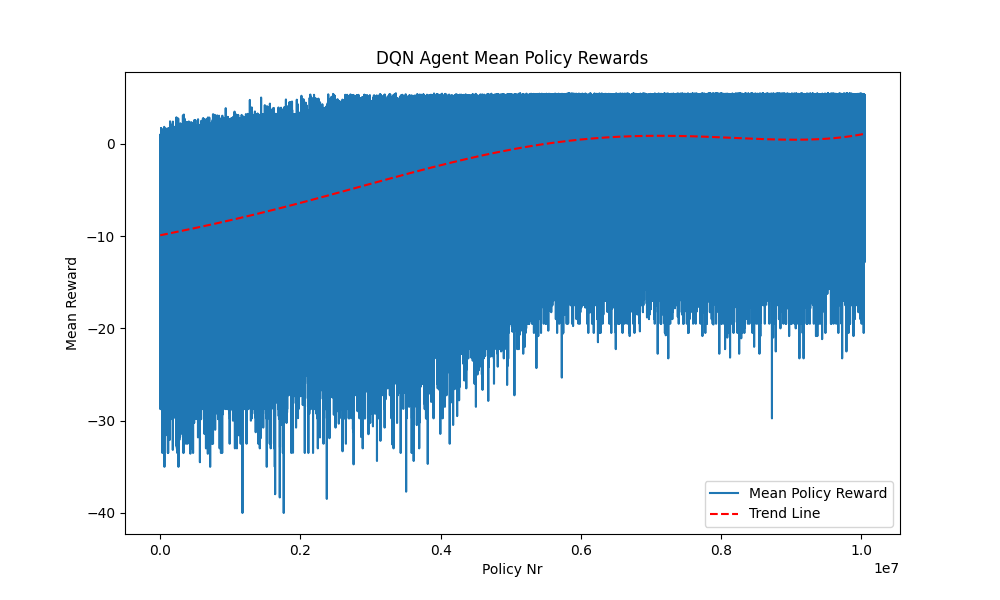 DQN Agent Mean Policy Rewards
Mean Reward
0
−10
−20
−30
−40
Mean Policy Reward
Trend Line
0.0
0.2
0.4
0.6
0.8
1.0
1e7
Policy Nr